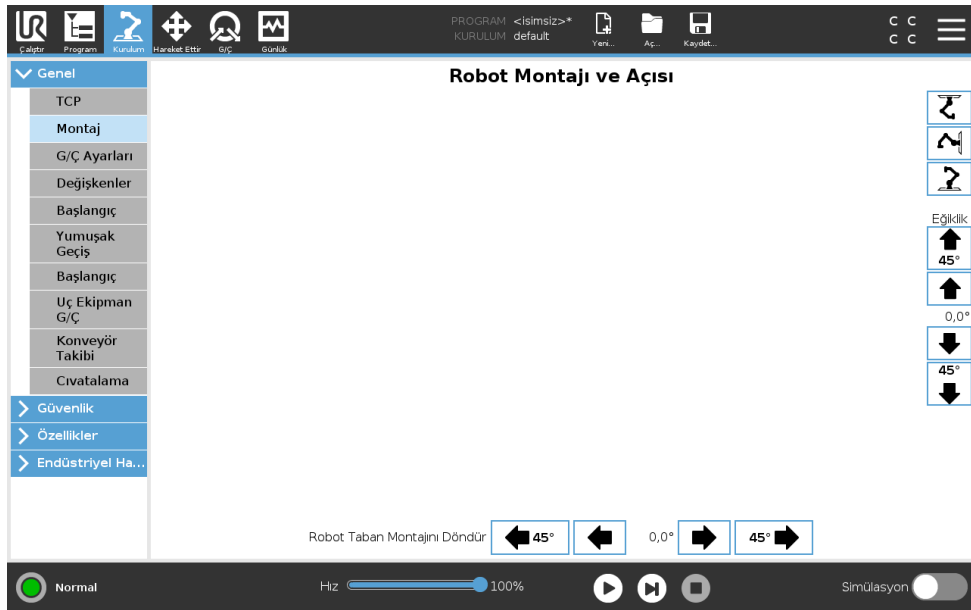 Çalıştır
Program
Kurulum
Hareket Ettir
G/Ç
Günlük
PROGRAM <isimsiz>*
KURULUM default
Yeni...
Aç...
Kaydet...
C C
C C
Genel
TCP
Montaj
G/Ç Ayarları
Değişkenler
Başlangıç
Yumuşak
Geçiş
Başlangıç
Uç Ekipman
G/Ç
Konveyör
Takibi
Cıvatalama
Güvenlik
Özellikler
Endüstriyel Ha...
Robot Montajı ve Açısı
Eğiklik
45°
0,0°
45°
Robot Taban Montajını Döndür
45°
0,0°
45°
Normal
Hız
100%
Simülasyon